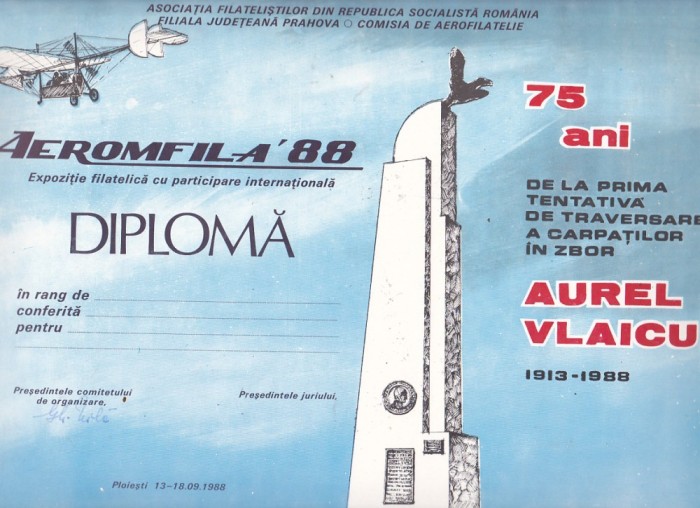 ASOCIAȚIA FILATELIȘTILOR DIN REPUBLICA SOCIALISTĂ ROMÂNIA
FILIALA JUDEȚEANĂ PRAHOVA ○ COMISIA DE AEROFILATELIE
AEROMFILA '88
Expoziție filatelică cu participare internațională
DIPLOMĂ
în rang de
conferită
pentru
Președintele comitetului
de organizare,
Președintele juriului,
Ploiești 13-18.09.1988
75
ani
DE LA PRIMA
TENTATIVĂ
DE TRAVERSARE
A CARPAȚILOR
ÎN ZBOR
AUREL
VLAICU
1913-1988